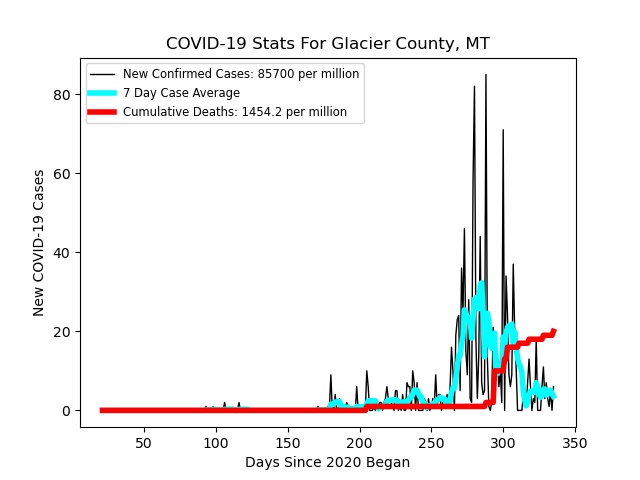 COVID-19 Stats For Glacier County, MT
New Confirmed Cases: 85700 per million
7 Day Case Average
Cumulative Deaths: 1454.2 per million
New COVID-19 Cases
80
60
40
20
0
50 100 150 200 250 300 350
Days Since 2020 Began